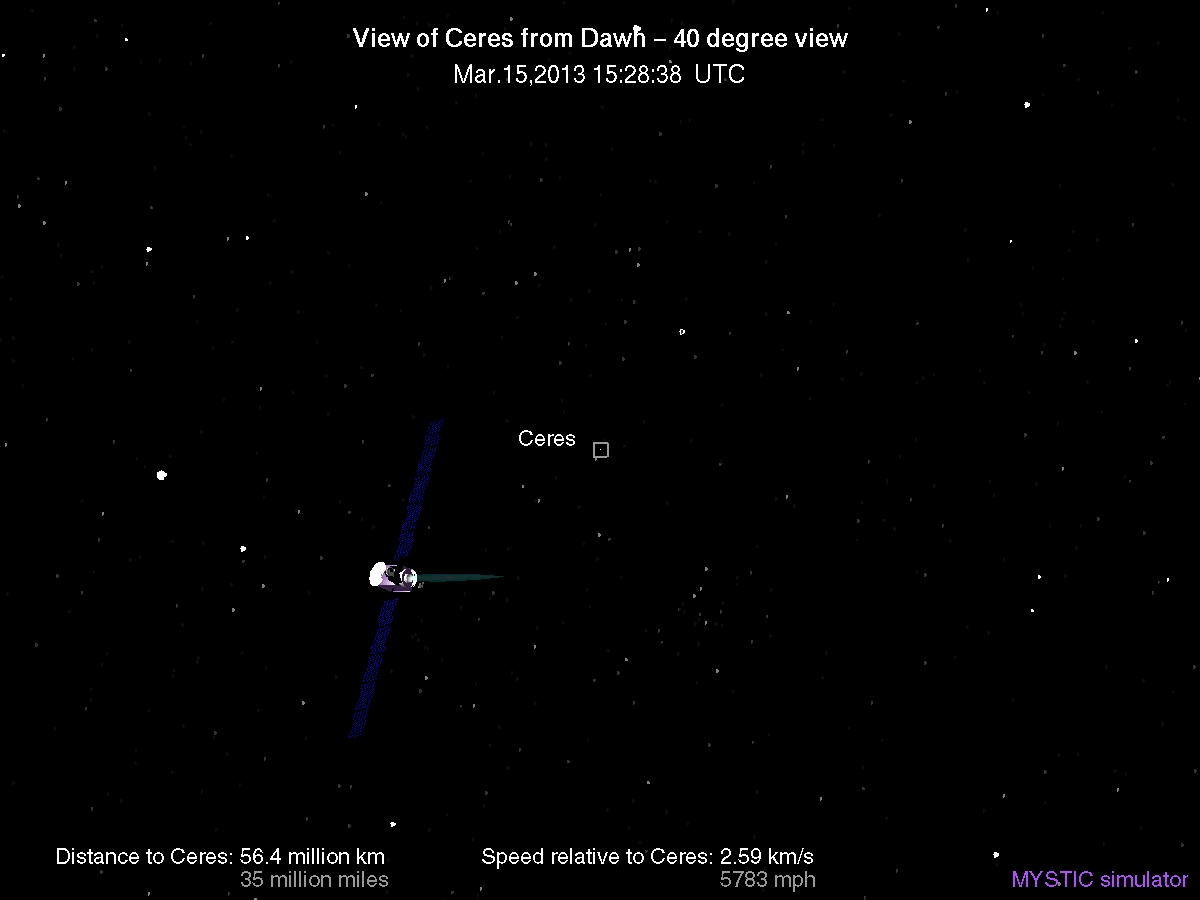 View of Ceres from Dawn – 40 degree view
Mar.15,2013 15:28:38 UTC
Ceres
Distance to Ceres: 56.4 million km
35 million miles
Speed relative to Ceres: 2.59 km/s
5783 mph
MYSTIC simulator